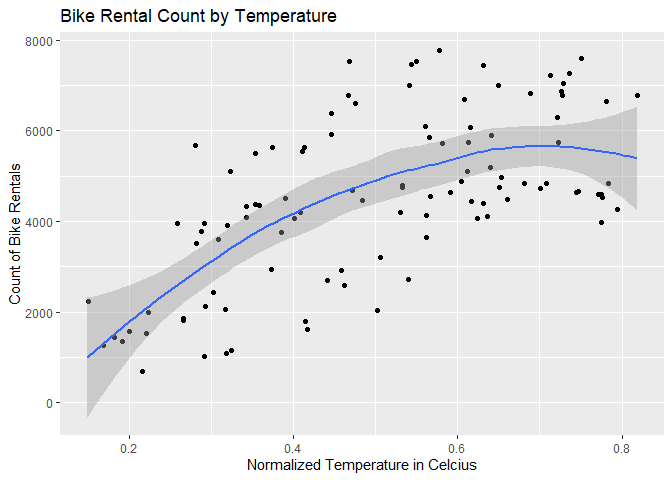 Bike Rental Count by Temperature
8000
6000
4000
2000
0
Count of Bike Rentals
0.2 0.4 0.6 0.8
Normalized Temperature in Celcius